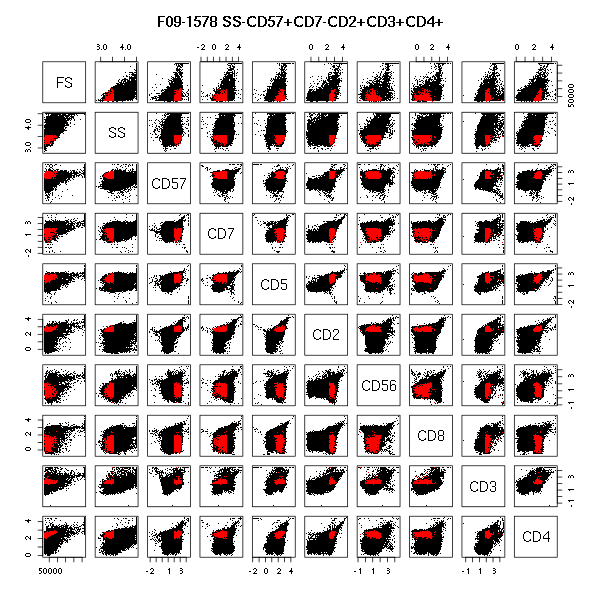 F09-1578 SS-CD57+CD7-CD2+CD3+CD4+
3.0 4.0 -2 0 2 4 0 2 4 0 2 4 0 2 4
FS
50000
3.0 4.0
SS
CD57
-2 1 3
-2 1 3
CD7
CD5
-2 1 3
0 2 4
CD2
CD56
-1 1 3
0 2 4
CD8
CD3
-1 1 3
0 2 4
CD4
50000 -2 1 3 -2 0 2 4 -1 1 3 -1 1 3